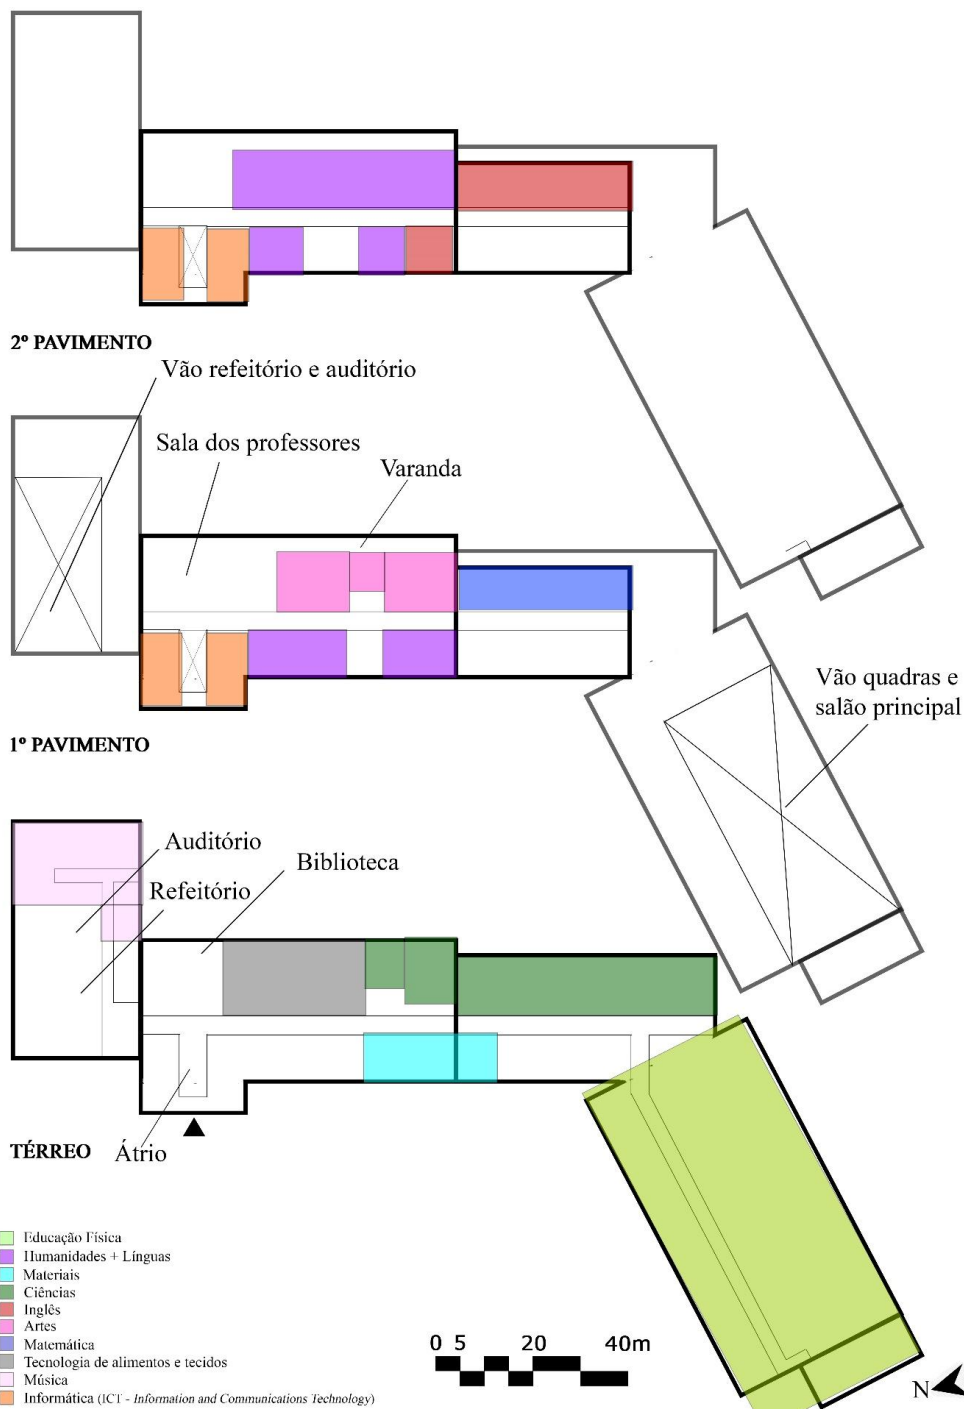 2º PAVIMENTO
Vão refeitório e auditório
Sala dos professores
Varanda
Vão quadras e
salão principal
1º PAVIMENTO
Auditório
Biblioteca
Refeitório
TÉRREO
Átrio
Educação Física
Humanidades + Línguas
Materiais
Ciências
Inglês
Artes
Matemática
Tecnologia de alimentos e tecidos
Música
Informática (ICT - Information and Communications Technology)
0 5 20 40m
N